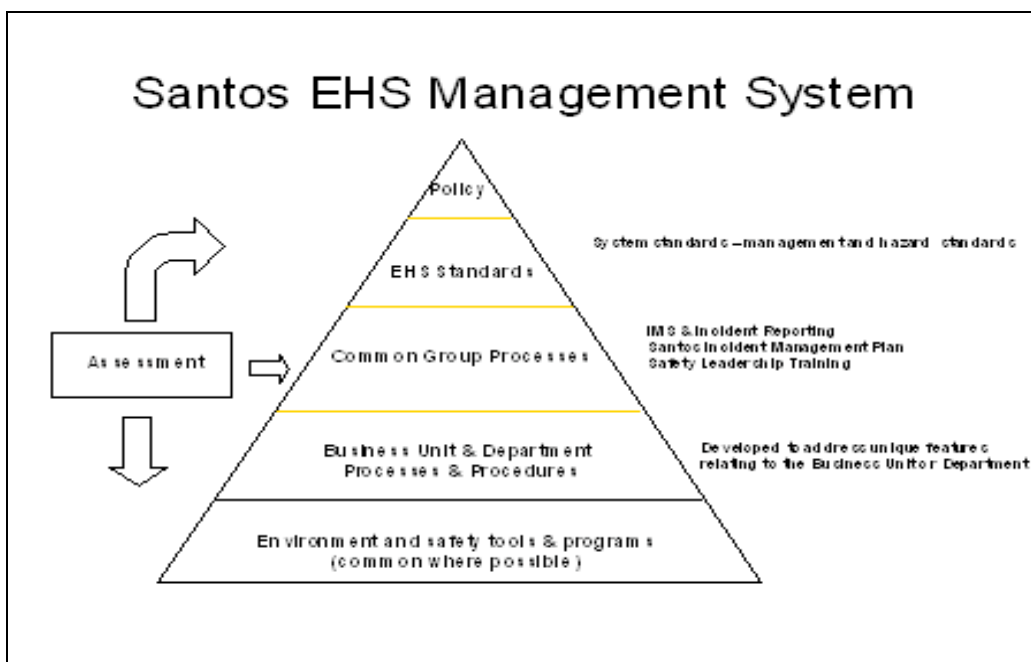 Santos EHS Management System
Policy
System standards – management and hazard standards
EHS Standards
IMS & Incident Reporting
Santos Incident Management Plan
Safety Leadership Training
Assessment
Common Group Processes
Business Unit & Department
Processes & Procedures
Developed to address unique features
relating to the Business Unit or Department
Environment and safety tools & programs
(common where possible)